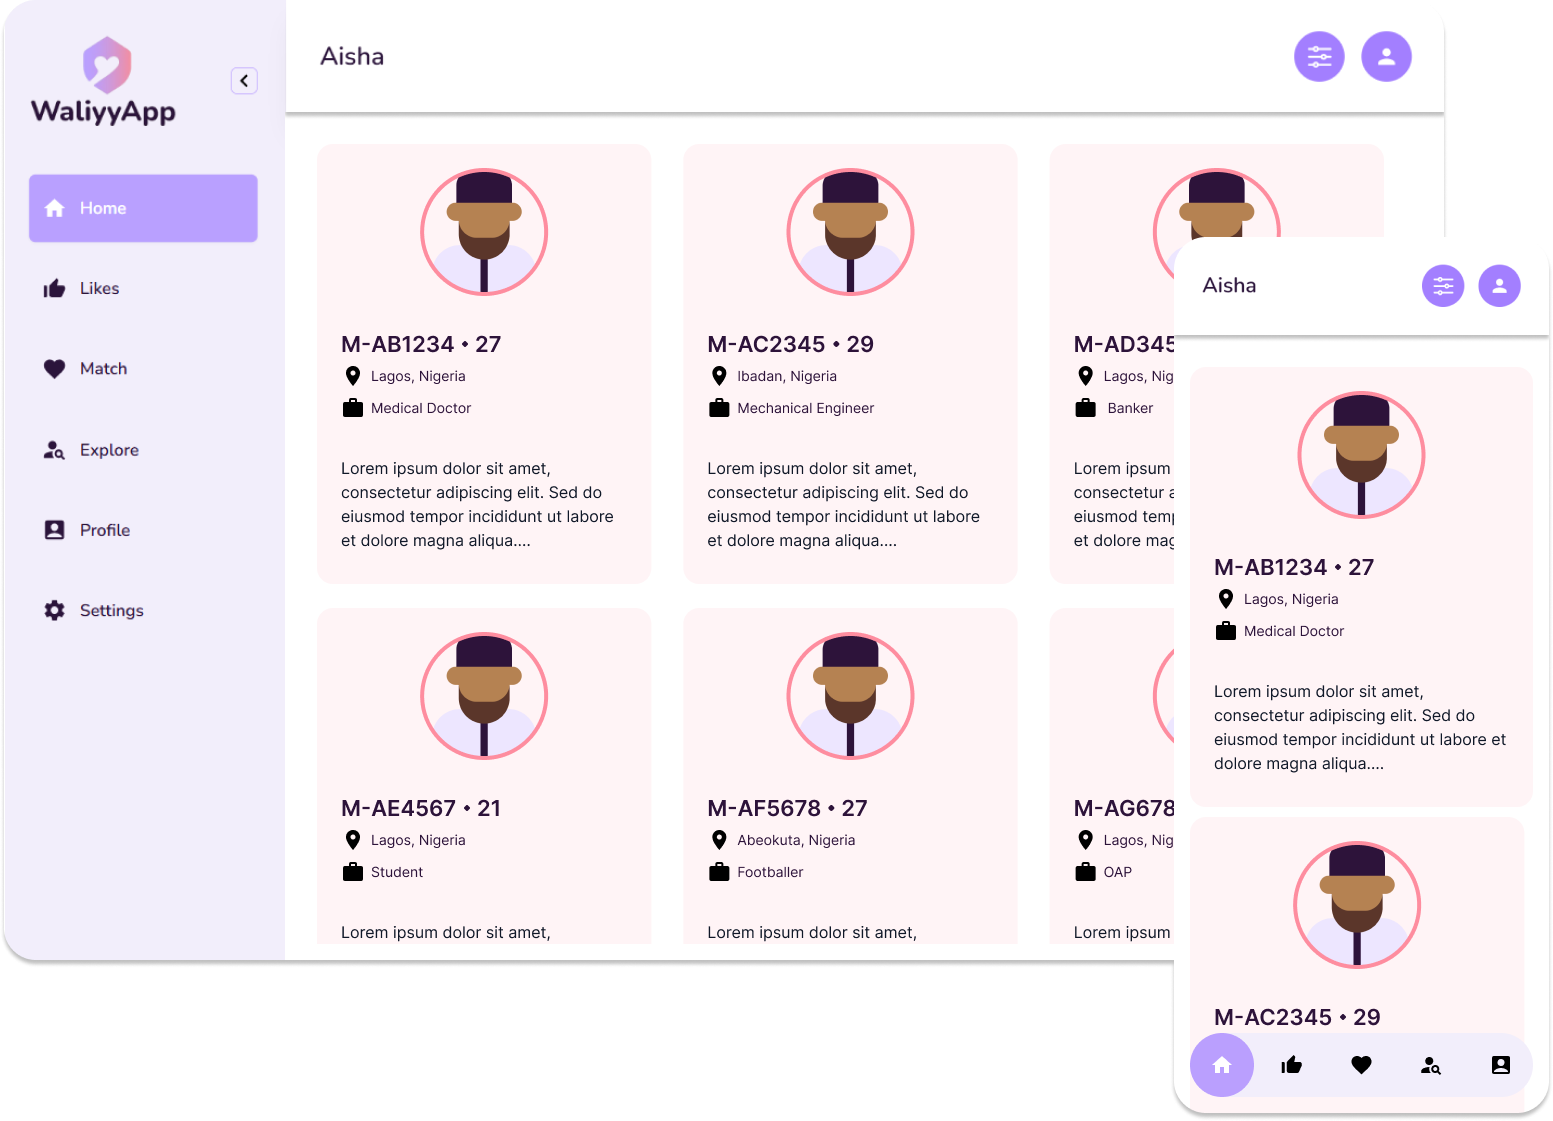 WaliyyApp
Home
Likes
Match
Explore
Profile
Settings
Aisha
M-AB1234 • 27
Lagos, Nigeria
Medical Doctor
Lorem ipsum dolor sit amet,
consectetur adipiscing elit. Sed do
eiusmod tempor incididunt ut labore
et dolore magna aliqua....
M-AC2345 • 29
Ibadan, Nigeria
Mechanical Engineer
Lorem ipsum dolor sit amet,
consectetur adipiscing elit. Sed do
eiusmod tempor incididunt ut labore
et dolore magna aliqua....
M-AD345
Lagos, Nig
Banker
Lorem ipsum
consectetur a
eiusmod temp
et dolore mag
M-AE4567 • 21
Lagos, Nigeria
Student
Lorem ipsum dolor sit amet,
M-AF5678 • 27
Abeokuta, Nigeria
Footballer
Lorem ipsum dolor sit amet,
M-AG678
Lagos, Nig
OAP
Lorem ipsum
Aisha
M-AB1234 • 27
Lagos, Nigeria
Medical Doctor
Lorem ipsum dolor sit amet,
consectetur adipiscing elit. Sed do
eiusmod tempor incididunt ut labore et
dolore magna aliqua....
M-AC2345 • 29